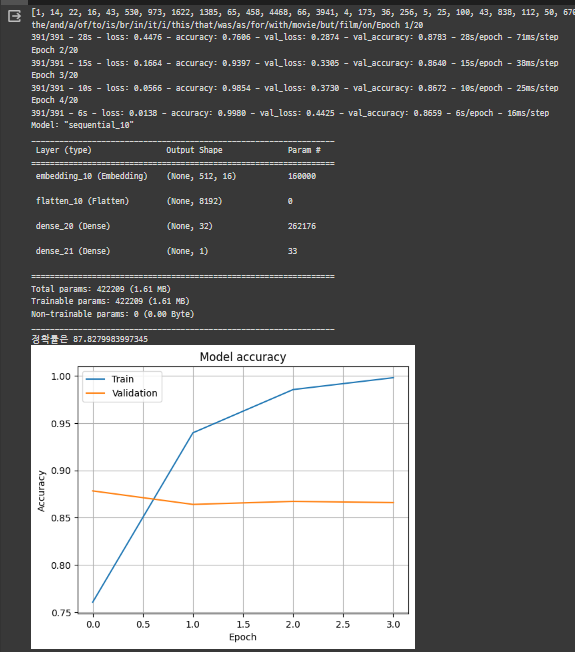 [1, 14, 22, 16, 43, 530, 973, 1622, 1385, 65, 458, 4468, 66, 3941, 4, 173, 36, 256, 5, 25, 100, 43, 838, 112, 50, 670
the/and/a/of/to/is/br/in/it/i/this/that/was/as/for/with/movie/but/film/on/Epoch 1/20
391/391 - 28s - loss: 0.4476 - accuracy: 0.7606 - val_loss: 0.2874 - val_accuracy: 0.8783 - 28s/epoch - 71ms/step
Epoch 2/20
391/391 - 15s - loss: 0.1664 - accuracy: 0.9397 - val_loss: 0.3305 - val_accuracy: 0.8640 - 15s/epoch - 38ms/step
Epoch 3/20
391/391 - 10s - loss: 0.0566 - accuracy: 0.9854 - val_loss: 0.3730 - val_accuracy: 0.8672 - 10s/epoch - 25ms/step
Epoch 4/20
391/391 - 6s - loss: 0.0138 - accuracy: 0.9980 - val_loss: 0.4425 - val_accuracy: 0.8659 - 6s/epoch - 16ms/step
Model: "sequential_10"
Layer (type) Output Shape Param #
embedding_10 (Embedding) (None, 512, 16) 160000
flatten_10 (Flatten) (None, 8192) 0
dense_20 (Dense) (None, 32) 262176
dense_21 (Dense) (None, 1) 33
Total params: 422209 (1.61 MB)
Trainable params: 422209 (1.61 MB)
Non-trainable params: 0 (0.00 Byte)
정확률은 87.8279983997345
Model accuracy
Train
Validation
1.00
0.95
0.90
0.85
0.80
0.75
Accuracy
0.0 0.5 1.0 1.5 2.0 2.5 3.0
Epoch